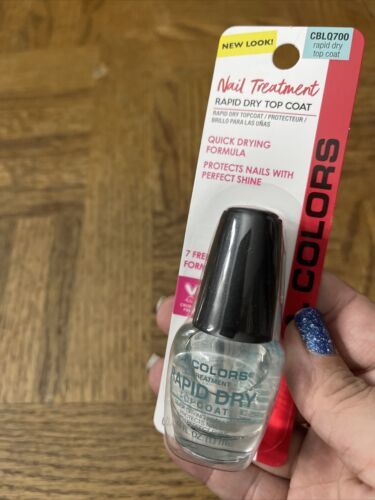 NEW LOOK!
CBLQ700
rapid dry
top coat
Nail Treatment
RAPID DRY TOP COAT
RAPID DRY TOPCOAT / PROTECTEUR /
BRILLO PARA LAS UÑAS
QUICK DRYING
FORMULA
PROTECTS NAILS WITH
PERFECT SHINE
7 FREE
FORM
COLORS
COLORS
TREATMENT
RAPID DRY
TOPCOAT